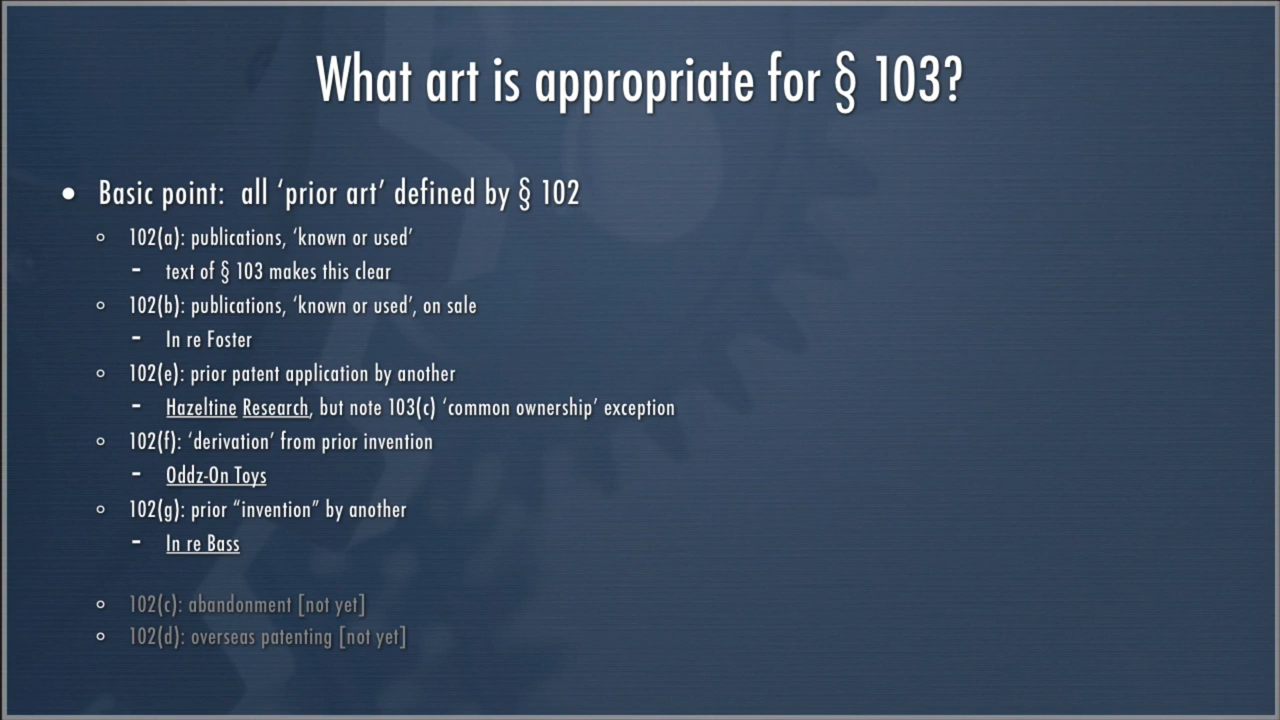 What art is appropriate for § 103?
• Basic point: all ‘prior art’ defined by § 102
◦ 102(a): publications, ‘known or used’
- text of § 103 makes this clear
◦ 102(b): publications, ‘known or used’, on sale
- In re Foster
◦ 102(e): prior patent application by another
- Hazeltine Research, but note 103(c) ‘common ownership’ exception
◦ 102(f): ‘derivation’ from prior invention
- Oddz-On Toys
◦ 102(g): prior “invention” by another
- In re Bass
◦ 102(c): abandonment [not yet]
◦ 102(d): overseas patenting [not yet]